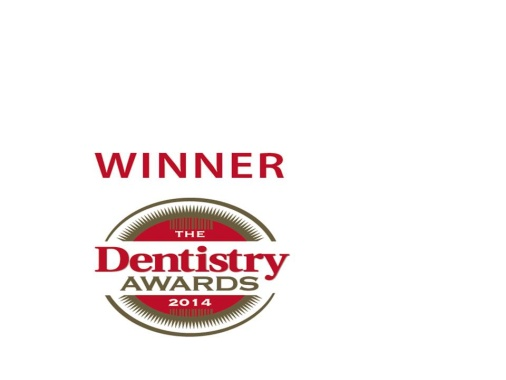 WINNER
THE
Dentistry
AWARDS
2014